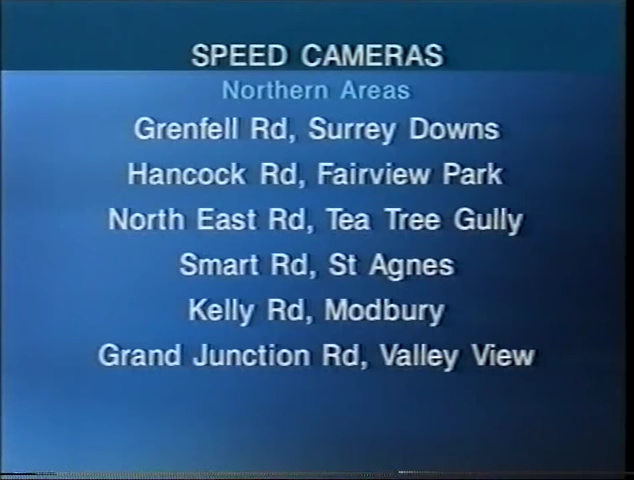 SPEED CAMERAS
Northern Areas
Grenfell Rd, Surrey Downs
Hancock Rd, Fairview Park
North East Rd, Tea Tree Gully
Smart Rd, St Agnes
Kelly Rd, Modbury
Grand Junction Rd, Valley View